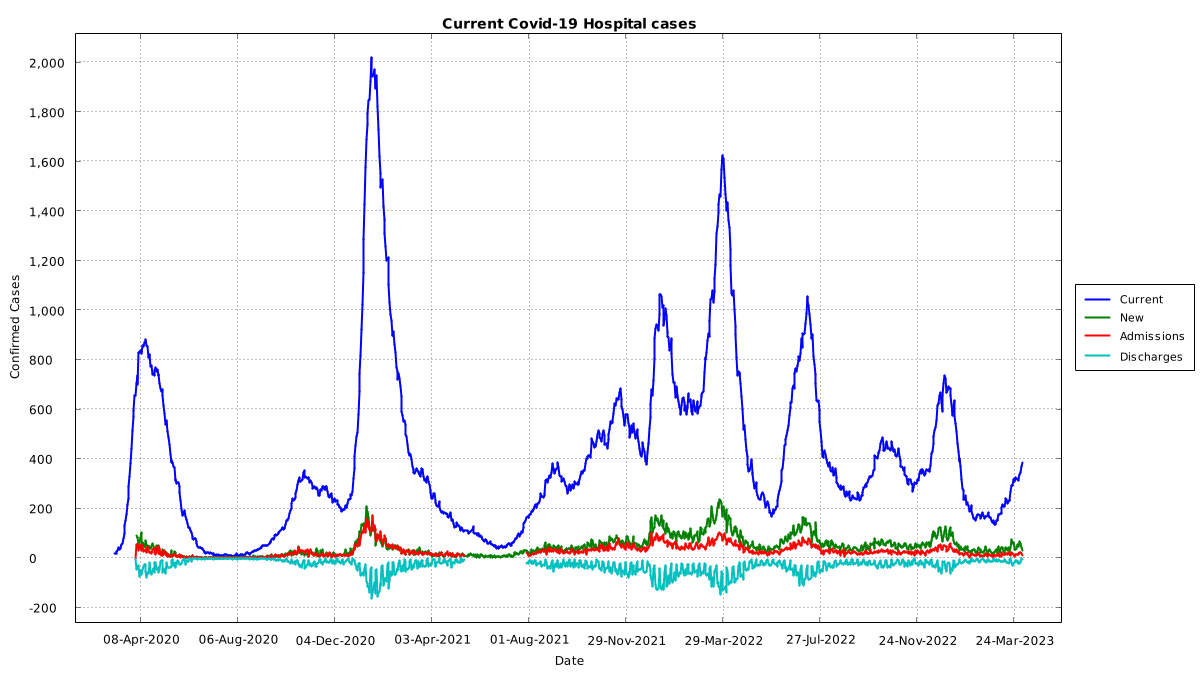 Current Covid-19 Hospital cases
2,000
1,800
1,600
1,400
1,200
1,000
800
600
400
200
0
-200
Confirmed Cases
08-Apr-2020 06-Aug-2020 04-Dec-2020 03-Apr-2021 01-Aug-2021 29-Nov-2021 29-Mar-2022 27-Jul-2022 24-Nov-2022 24-Mar-2023
Date
Current
New
Admissions
Discharges